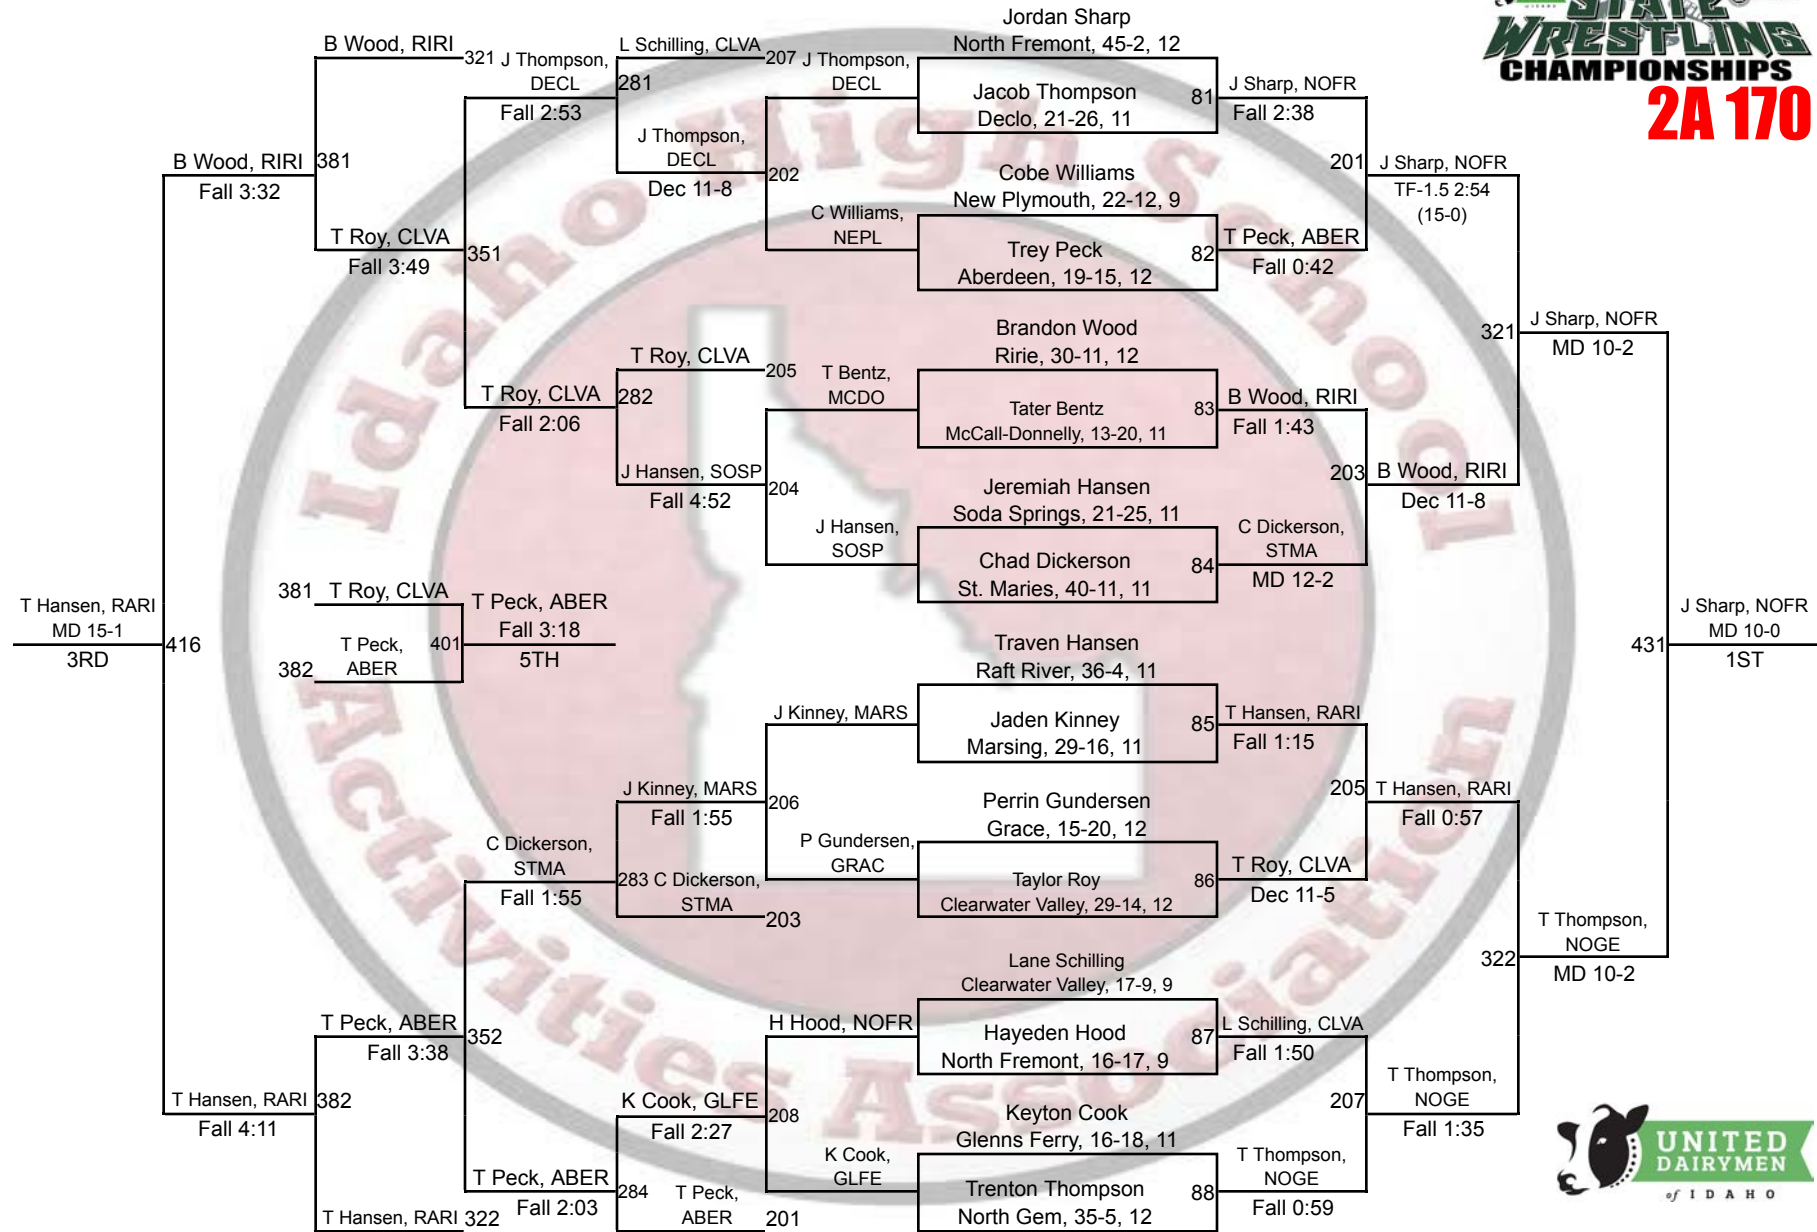 STATE
WRESTLING
CHAMPIONSHIPS
2A 170
Idaho High School
Activities Association
B Wood, RIRI
321
J Thompson,
DECL
Fall 2:53
L Schilling, CLVA
207
281
J Thompson,
DECL
Dec 11-8
202
J Thompson,
DECL
C Williams,
NEPL
Jordan Sharp
North Fremont, 45-2, 12
Jacob Thompson
Declo, 21-26, 11
81
J Sharp, NOFR
Fall 2:38
Cobe Williams
New Plymouth, 22-12, 9
Trey Peck
Aberdeen, 19-15, 12
82
T Peck, ABER
Fall 0:42
201
J Sharp, NOFR
TF-1.5 2:54
(15-0)
B Wood, RIRI
Fall 3:32
381
T Roy, CLVA
Fall 3:49
351
T Roy, CLVA
Fall 2:06
T Roy, CLVA
205
282
J Hansen, SOSP
Fall 4:52
204
T Bentz,
MCDO
J Hansen,
SOSP
Brandon Wood
Ririe, 30-11, 12
Tater Bentz
McCall-Donnelly, 13-20, 11
83
B Wood, RIRI
Fall 1:43
Jeremiah Hansen
Soda Springs, 21-25, 11
Chad Dickerson
St. Maries, 40-11, 11
84
C Dickerson,
STMA
MD 12-2
203
B Wood, RIRI
Dec 11-8
321
J Sharp, NOFR
MD 10-2
T Hansen, RARI
MD 15-1
3RD
416
381
T Roy, CLVA
382
T Peck,
ABER
401
T Peck, ABER
Fall 3:18
5TH
431
J Sharp, NOFR
MD 10-0
1ST
Traven Hansen
Raft River, 36-4, 11
Jaden Kinney
Marsing, 29-16, 11
85
T Hansen, RARI
Fall 1:15
J Kinney, MARS
J Kinney, MARS
Fall 1:55
206
P Gundersen,
GRAC
Perrin Gundersen
Grace, 15-20, 12
Taylor Roy
Clearwater Valley, 29-14, 12
86
T Roy, CLVA
Dec 11-5
205
T Hansen, RARI
Fall 0:57
C Dickerson,
STMA
Fall 1:55
283
C Dickerson,
STMA
203
Lane Schilling
Clearwater Valley, 17-9, 9
Hayeden Hood
North Fremont, 16-17, 9
87
L Schilling, CLVA
Fall 1:50
322
T Thompson,
NOGE
MD 10-2
T Peck, ABER
Fall 3:38
352
H Hood, NOFR
T Hansen, RARI
Fall 4:11
382
K Cook, GLFE
Fall 2:27
208
K Cook,
GLFE
Keyton Cook
Glenns Ferry, 16-18, 11
Trenton Thompson
North Gem, 35-5, 12
88
T Thompson,
NOGE
Fall 0:59
207
T Thompson,
NOGE
Fall 1:35
T Peck, ABER
Fall 2:03
284
T Peck,
ABER
201
T Hansen, RARI
322
UNITED
DAIRYMEN
of IDAHO